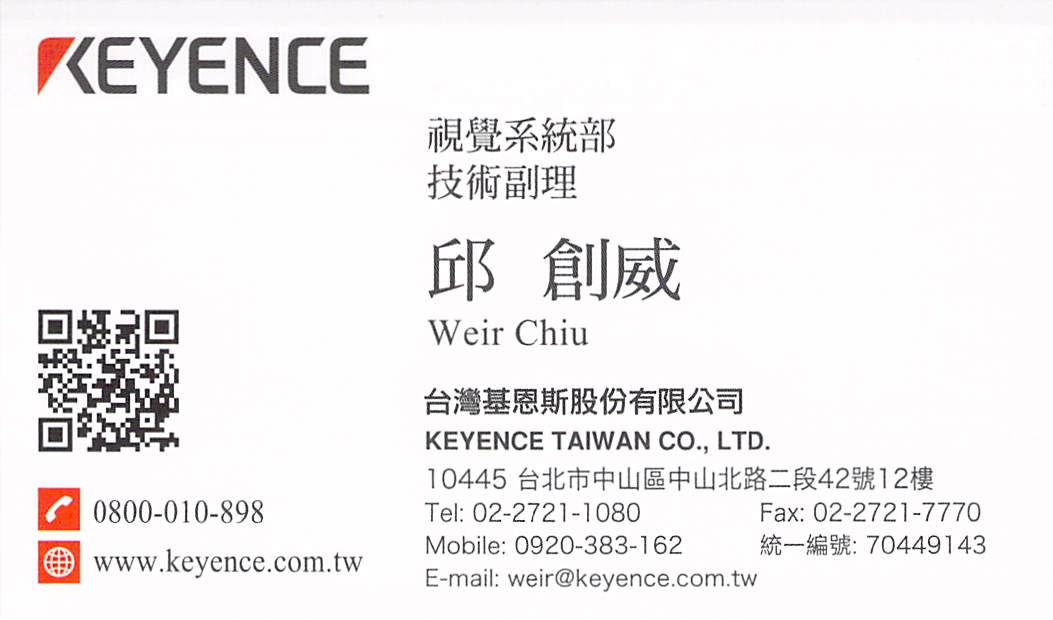 KEYENCE
視覺系統部
技術副理
邱 創威
Weir Chiu
台灣基恩斯股份有限公司
KEYENCE TAIWAN CO., LTD.
10445 台北市中山區中山北路二段42號12樓
Tel: 02-2721-1080 Fax: 02-2721-7770
Mobile: 0920-383-162 統一編號: 70449143
E-mail: weir@keyence.com.tw
0800-010-898
www.keyence.com.tw